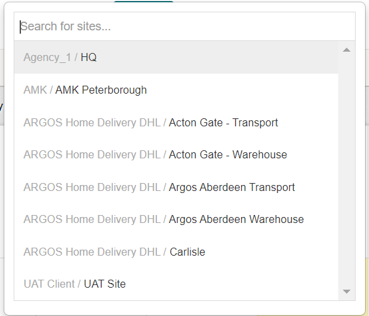 Search for sites...
Agency_1 / HQ
AMK / AMK Peterborough
ARGOS Home Delivery DHL / Acton Gate - Transport
ARGOS Home Delivery DHL / Acton Gate - Warehouse
ARGOS Home Delivery DHL / Argos Aberdeen Transport
ARGOS Home Delivery DHL / Argos Aberdeen Warehouse
ARGOS Home Delivery DHL / Carlisle
UAT Client / UAT Site